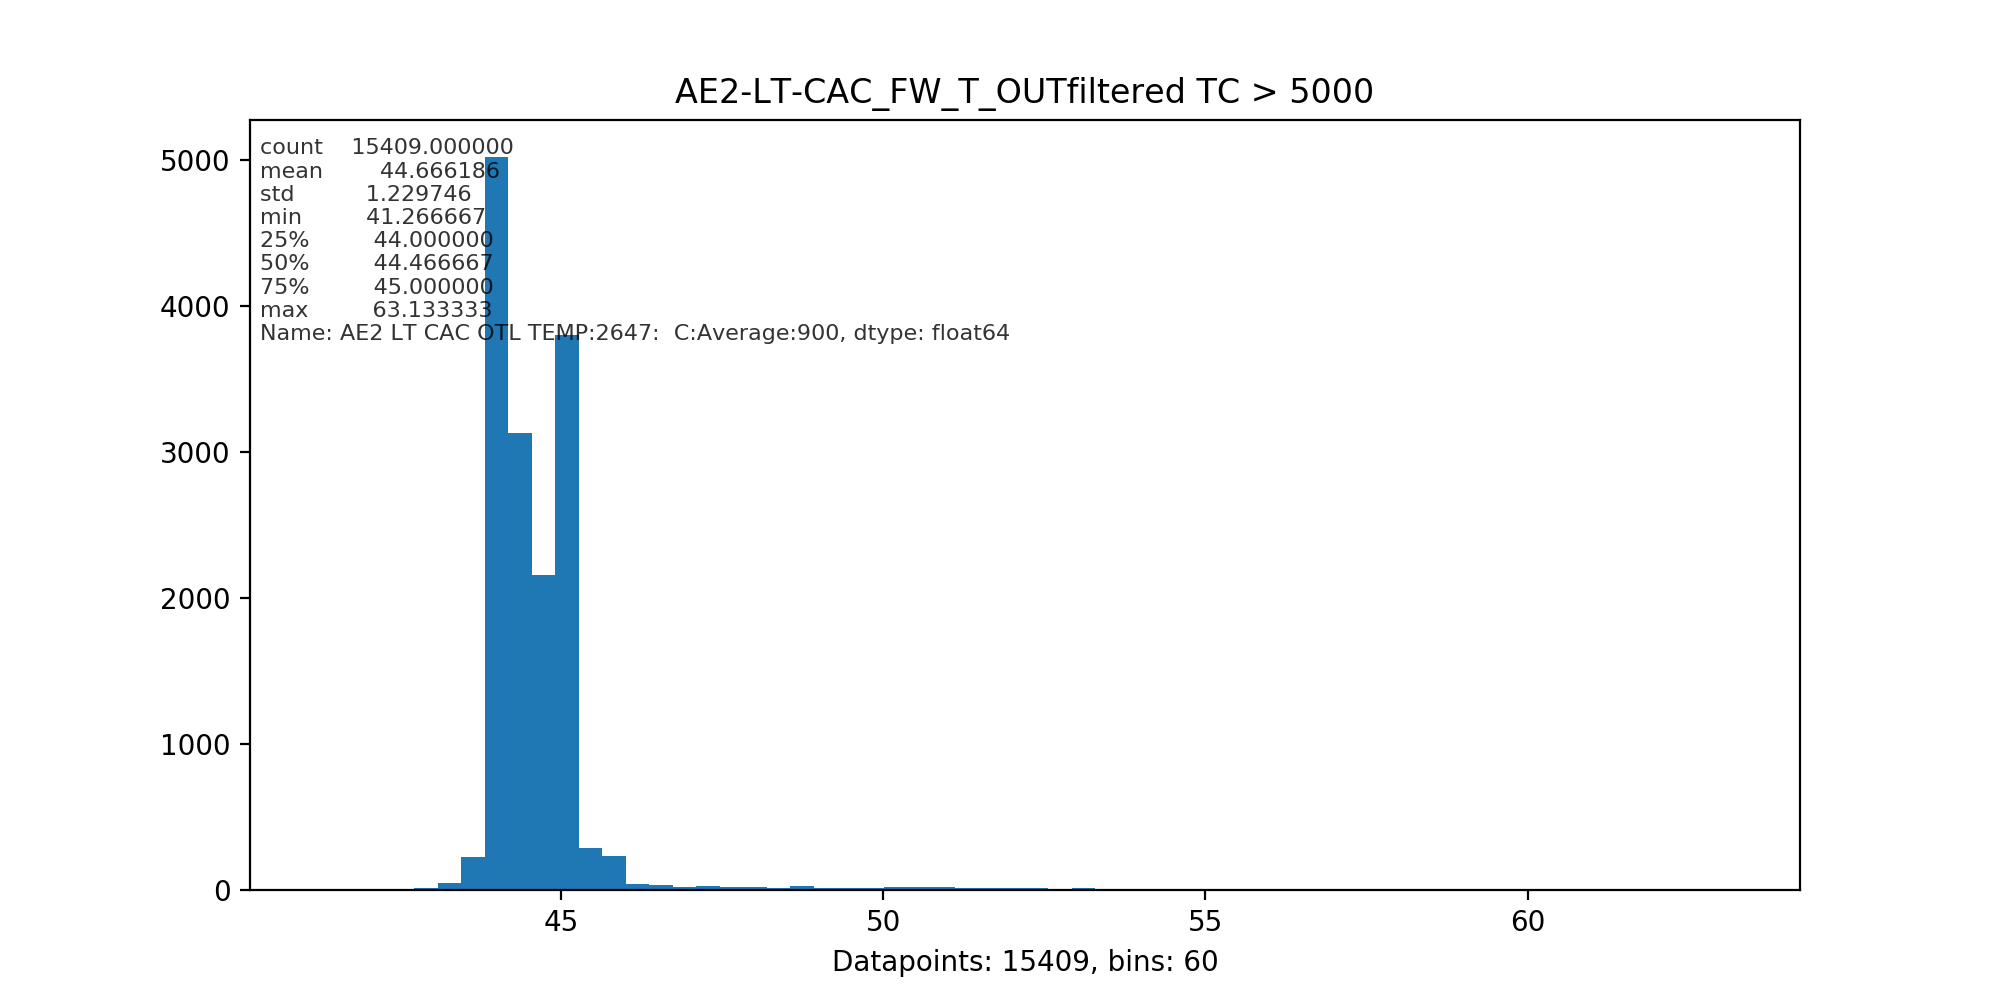 AE2-LT-CAC_FW_T_OUTfiltered TC > 5000
count 15409.000000
mean 44.666186
std 1.229746
min 41.266667
25% 44.000000
50% 44.466667
75% 45.000000
max 63.133333
Name: AE2 LT CAC OTL TEMP:2647:  C:Average:900, dtype: float64
5000
4000
3000
2000
1000
0
45 50 55 60
Datapoints: 15409, bins: 60